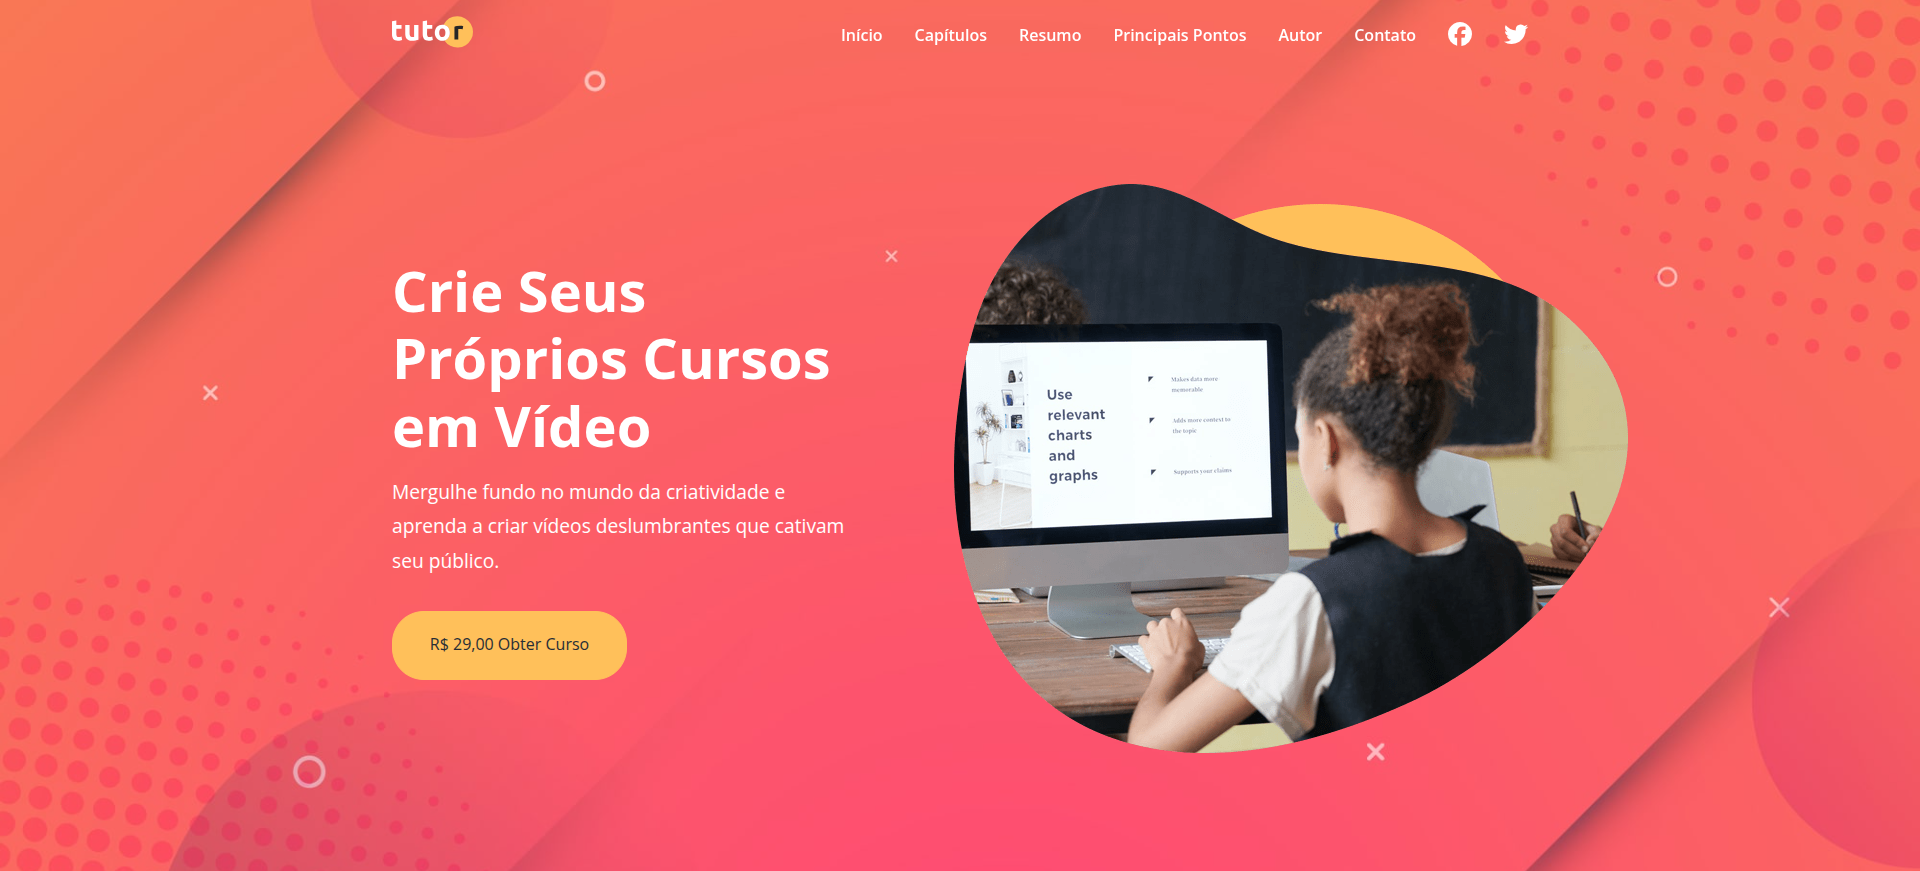 tutor
Início Capítulos Resumo Principais Pontos Autor Contato
Crie Seus
Próprios Cursos
em Vídeo
Mergulhe fundo no mundo da criatividade e
aprenda a criar vídeos deslumbrantes que cativam
seu público.
R$ 29,00 Obter Curso
Use
relevant
charts
and
graphs
Makes data more
memorable
Adds more context to
the topic
Supports your claims